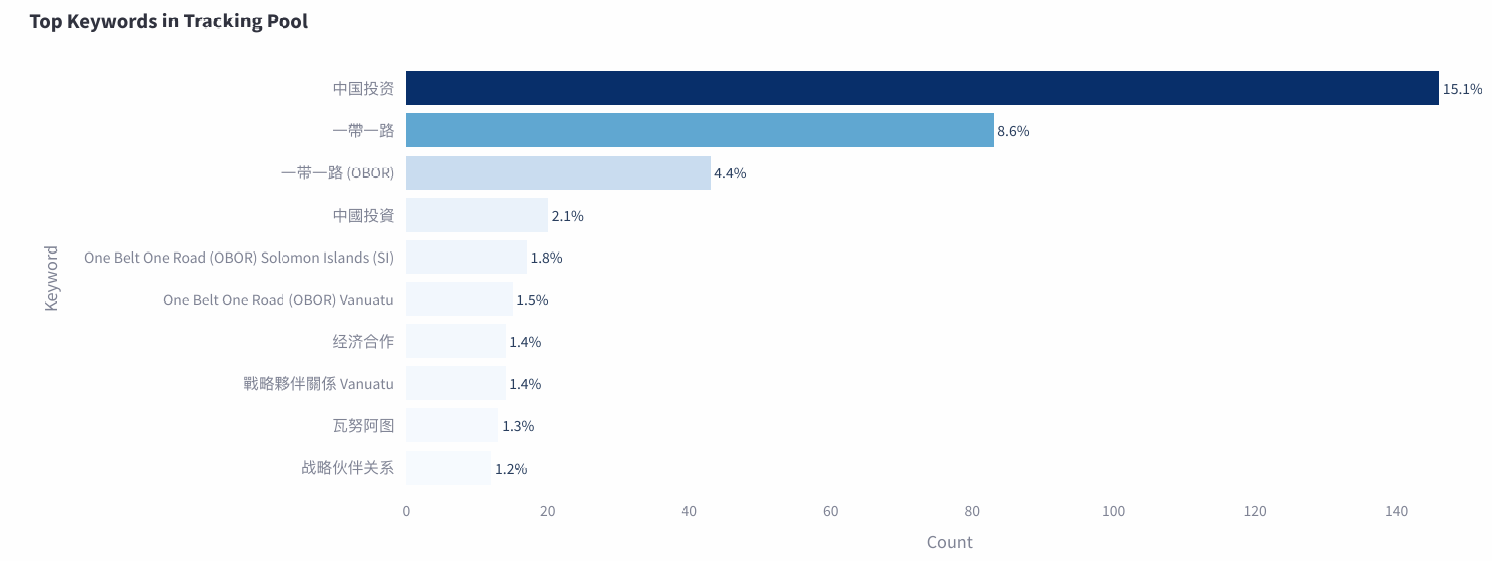 Top Keywords in Tracking Pool
中国投资
15.1%
一帶一路
8.6%
一带一路 (OBOR)
4.4%
中國投資
2.1%
One Belt One Road (OBOR) Solomon Islands (SI)
1.8%
One Belt One Road (OBOR) Vanuatu
1.5%
经济合作
1.4%
戰略夥伴關係 Vanuatu
1.4%
瓦努阿图
1.3%
战略伙伴关系
1.2%
Keyword
0 20 40 60 80 100 120 140
Count